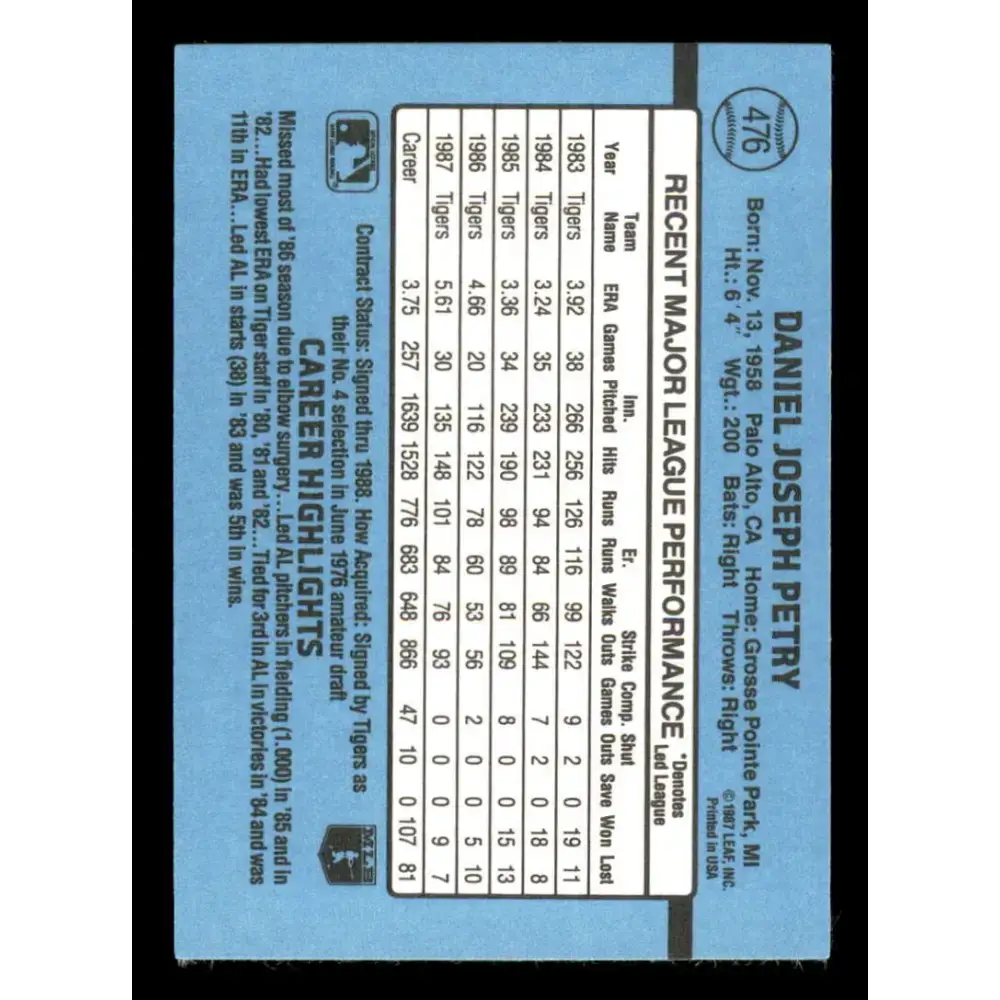 476
DANIEL JOSEPH PETRY
Born: Nov. 13, 1958 Palo Alto, CA Home: Grosse Pointe Park, MI
Ht.: 6'4" Wgt.: 200 Bats: Right Throws: Right
©1987 LEAF, INC.
Printed in USA
RECENT MAJOR LEAGUE PERFORMANCE *Denotes
Led League
Team Inn. Er. Strike Comp. Shut
Year Name ERA Games Pitched Hits Runs Runs Walks Outs Games Outs Save Won Lost
1983 Tigers 3.92 38 266 256 126 116 99 122 9 2 0 19 11
1984 Tigers 3.24 35 233 231 94 84 66 144 7 2 0 18 8
1985 Tigers 3.36 34 239 190 98 89 81 109 8 0 0 15 13
1986 Tigers 4.66 20 116 122 78 60 53 56 2 0 0 5 10
1987 Tigers 5.61 30 135 148 101 84 76 93 0 0 0 9 7
Career 3.75 257 1639 1528 776 683 648 866 47 10 0 107 81
Contract Status: Signed thru 1988. How Acquired: Signed by Tigers as
their No. 4 selection in June 1976 amateur draft
MLB
CAREER HIGHLIGHTS
Missed most of '86 season due to elbow surgery...Led AL pitchers in fielding (1.000) in '85 and in
'82...Had lowest ERA on Tiger staff in '80, '81 and '82...Tied for 3rd in AL in victories in '84 and was
11th in ERA...Led AL in starts (38) in '83 and was 5th in wins.